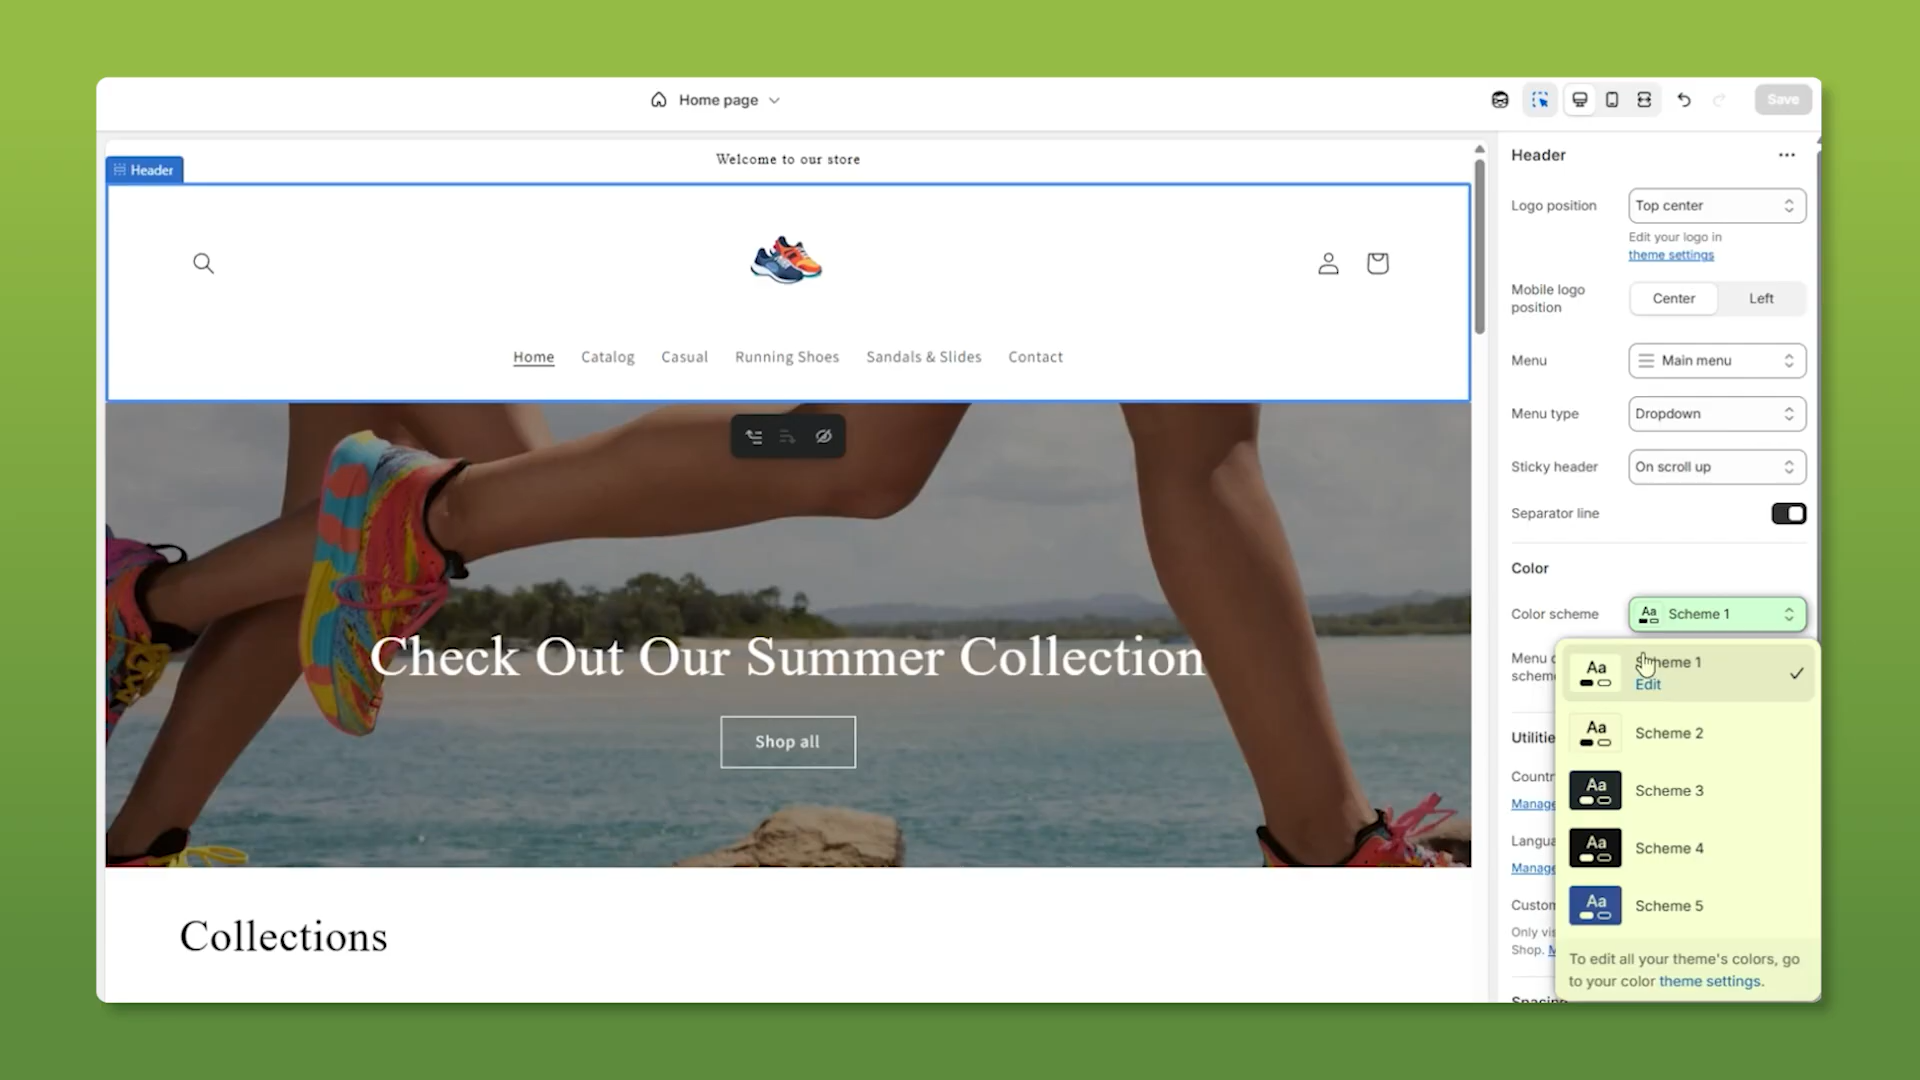 Home page
Save
Welcome to our store
Header
Home Catalog Casual Running Shoes Sandals & Slides Contact
Check Out Our Summer Collection
Shop all
Collections
Header
Logo position
Top center
Edit your logo in
theme settings
Mobile logo
position
Center Left
Menu
Main menu
Menu type
Dropdown
Sticky header
On scroll up
Separator line
Color
Color scheme
Aa Scheme 1
Menu
Aa Scheme 1
Edit
Aa Scheme 2
Aa Scheme 3
Aa Scheme 4
Aa Scheme 5
To edit all your theme's colors, go
to your color theme settings.
Manage
Manage
Shop.